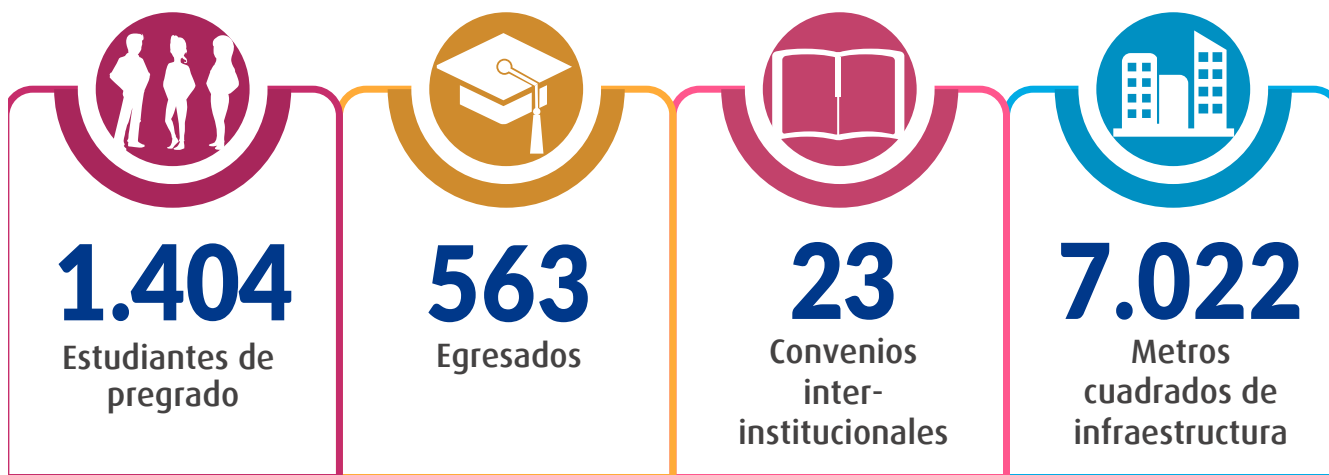 1.404
Estudiantes de
pregrado
563
Egresados
23
Convenios
inter-
institucionales
7.022
Metros
cuadrados de
infraestructura